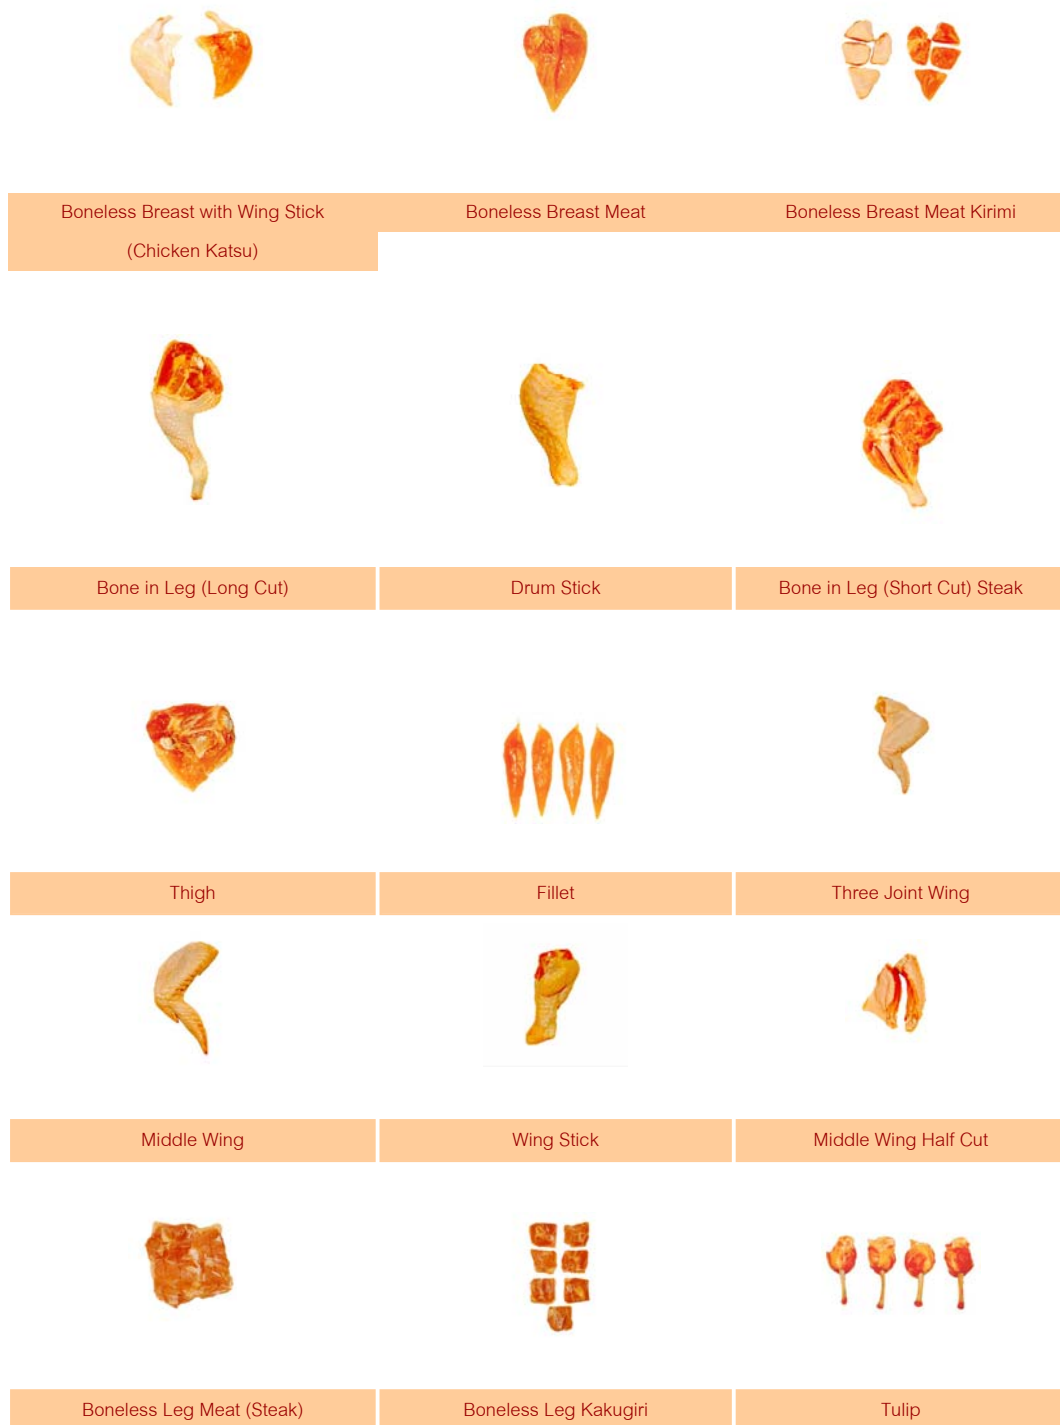 Boneless Breast with Wing Stick
(Chicken Katsu)
Boneless Breast Meat
Boneless Breast Meat Kirimi
Bone in Leg (Long Cut)
Drum Stick
Bone in Leg (Short Cut) Steak
Thigh
Fillet
Three Joint Wing
Middle Wing
Wing Stick
Middle Wing Half Cut
Boneless Leg Meat (Steak)
Boneless Leg Kakugiri
Tulip